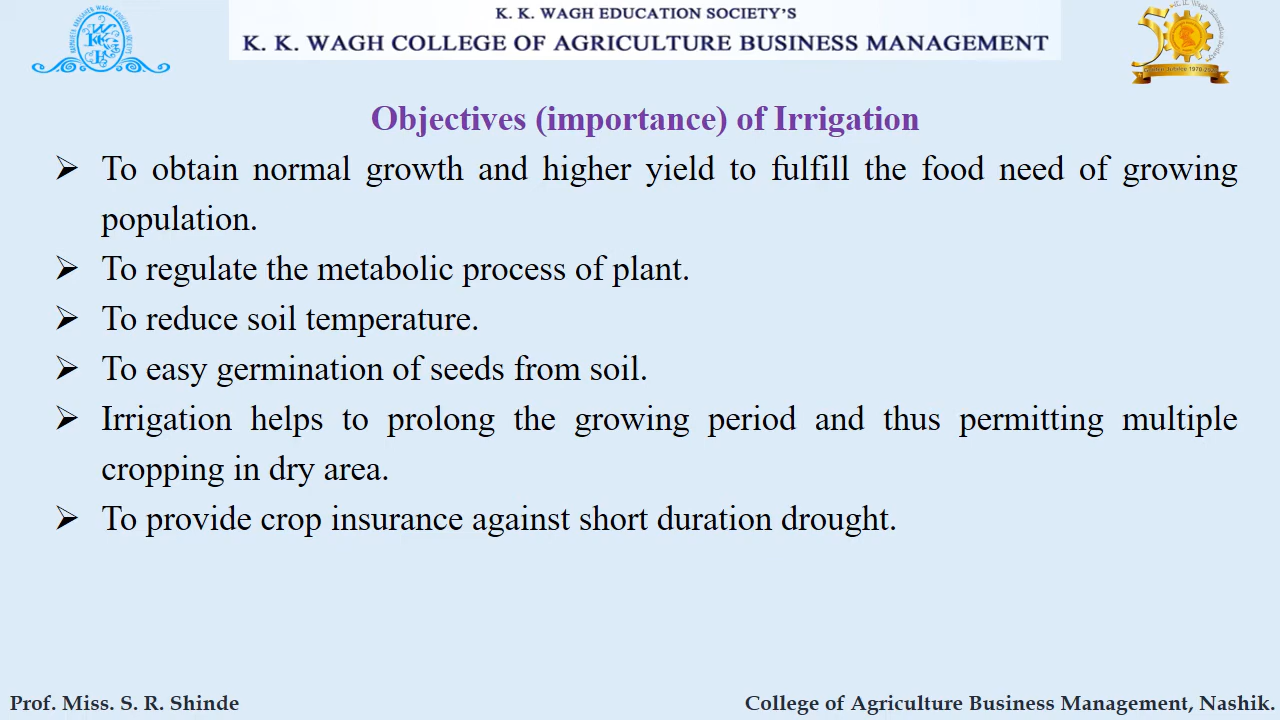 K. K. WAGH EDUCATION SOCIETY'S
K. K. WAGH COLLEGE OF AGRICULTURE BUSINESS MANAGEMENT
Objectives (importance) of Irrigation
➢ To obtain normal growth and higher yield to fulfill the food need of growing
population.
➢ To regulate the metabolic process of plant.
➢ To reduce soil temperature.
➢ To easy germination of seeds from soil.
➢ Irrigation helps to prolong the growing period and thus permitting multiple
cropping in dry area.
➢ To provide crop insurance against short duration drought.
Prof. Miss. S. R. Shinde
College of Agriculture Business Management, Nashik.